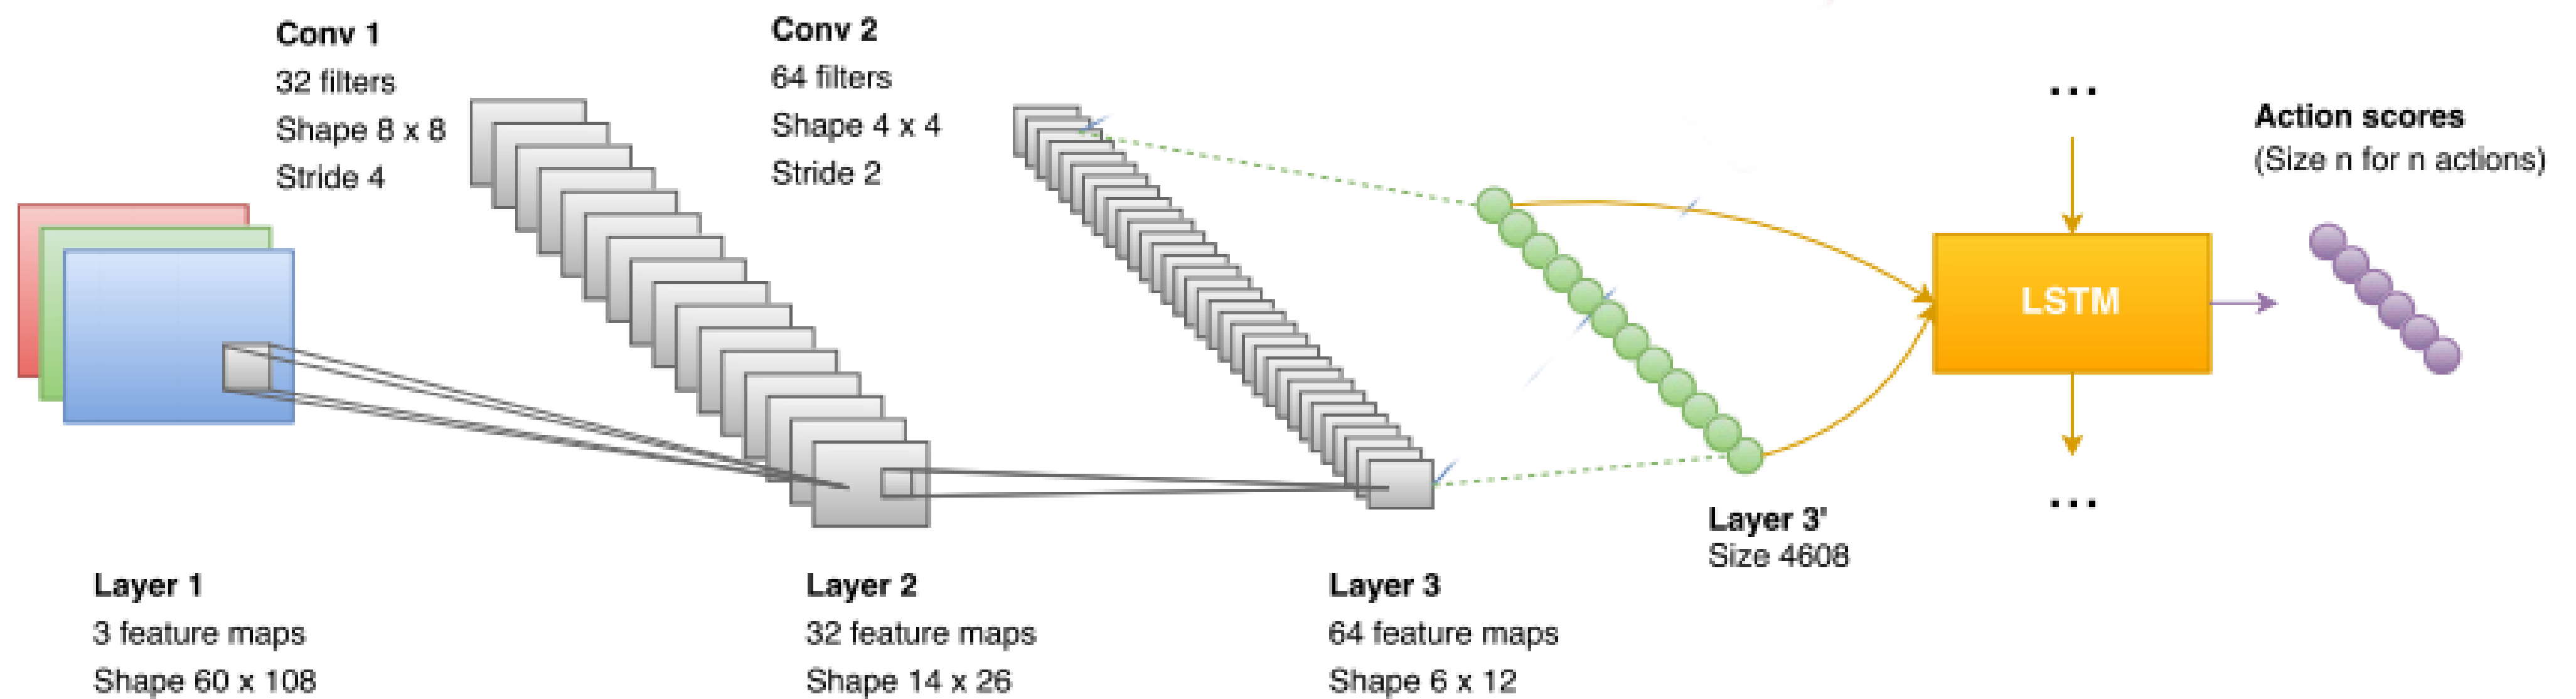 Conv 1
32 filters
Shape 8 x 8
Stride 4
Conv 2
64 filters
Shape 4 x 4
Stride 2
...
Action scores
(Size n for n actions)
LSTM
...
Layer 3'
Size 4608
Layer 1
3 feature maps
Shape 60 x 108
Layer 2
32 feature maps
Shape 14 x 26
Layer 3
64 feature maps
Shape 6 x 12